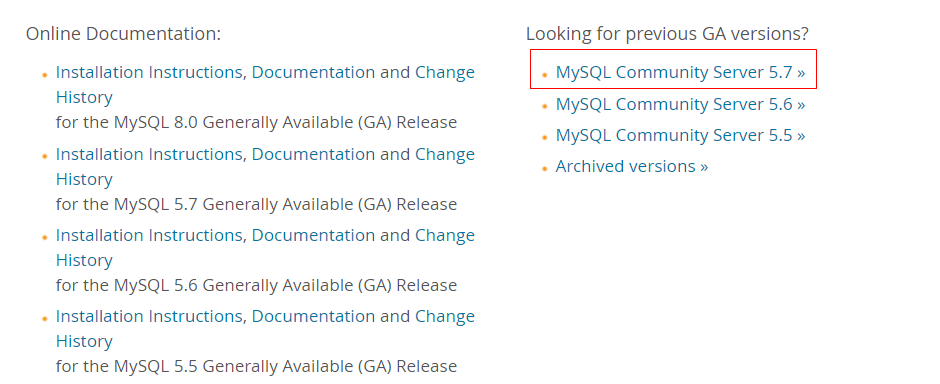 Online Documentation:
Installation Instructions, Documentation and Change
History
for the MySQL 8.0 Generally Available (GA) Release
Installation Instructions, Documentation and Change
History
for the MySQL 5.7 Generally Available (GA) Release
Installation Instructions, Documentation and Change
History
for the MySQL 5.6 Generally Available (GA) Release
Installation Instructions, Documentation and Change
History
for the MySQL 5.5 Generally Available (GA) Release
Looking for previous GA versions?
MySQL Community Server 5.7 »
MySQL Community Server 5.6 »
MySQL Community Server 5.5 »
Archived versions »